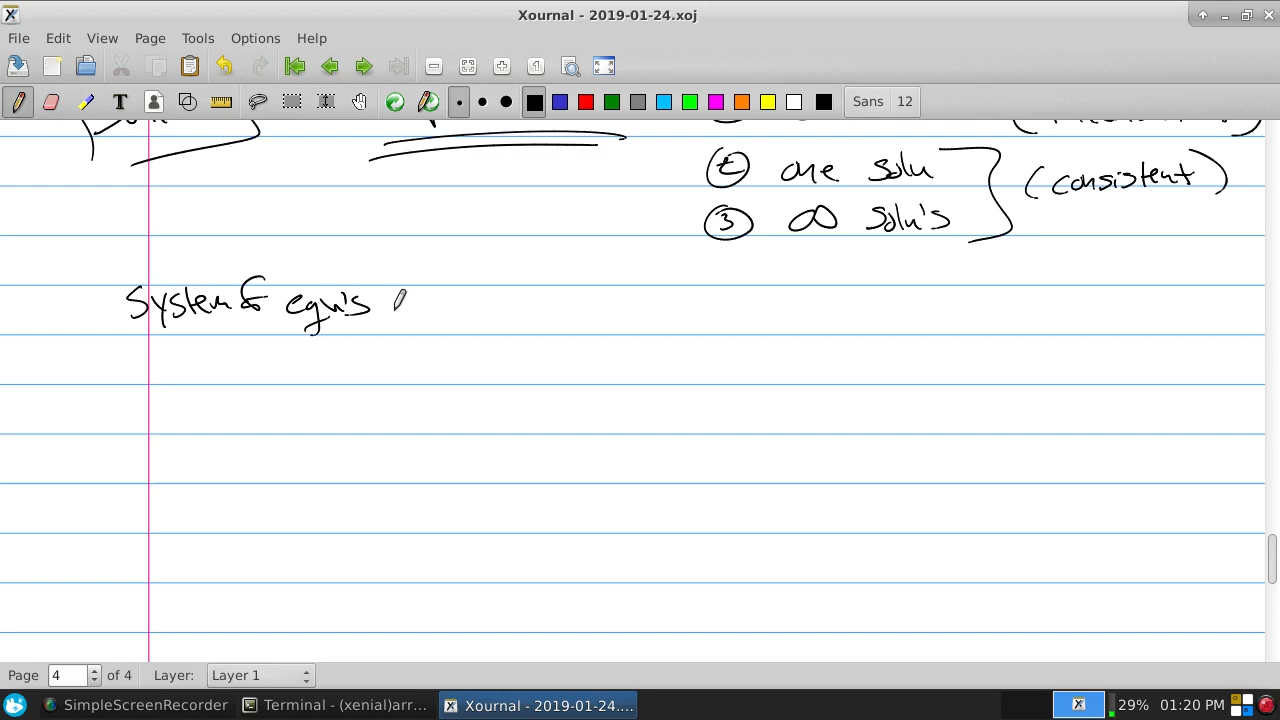 Xournal - 2019-01-24.xoj
File Edit View Page Tools Options Help
Sans 12
② one soln (consistent)
③ ∞ soln's
System of eqn's
Page 4 of 4 Layer: Layer 1
SimpleScreenRecorder Terminal - (xenial)arr... Xournal - 2019-01-24.... 29% 01:20 PM